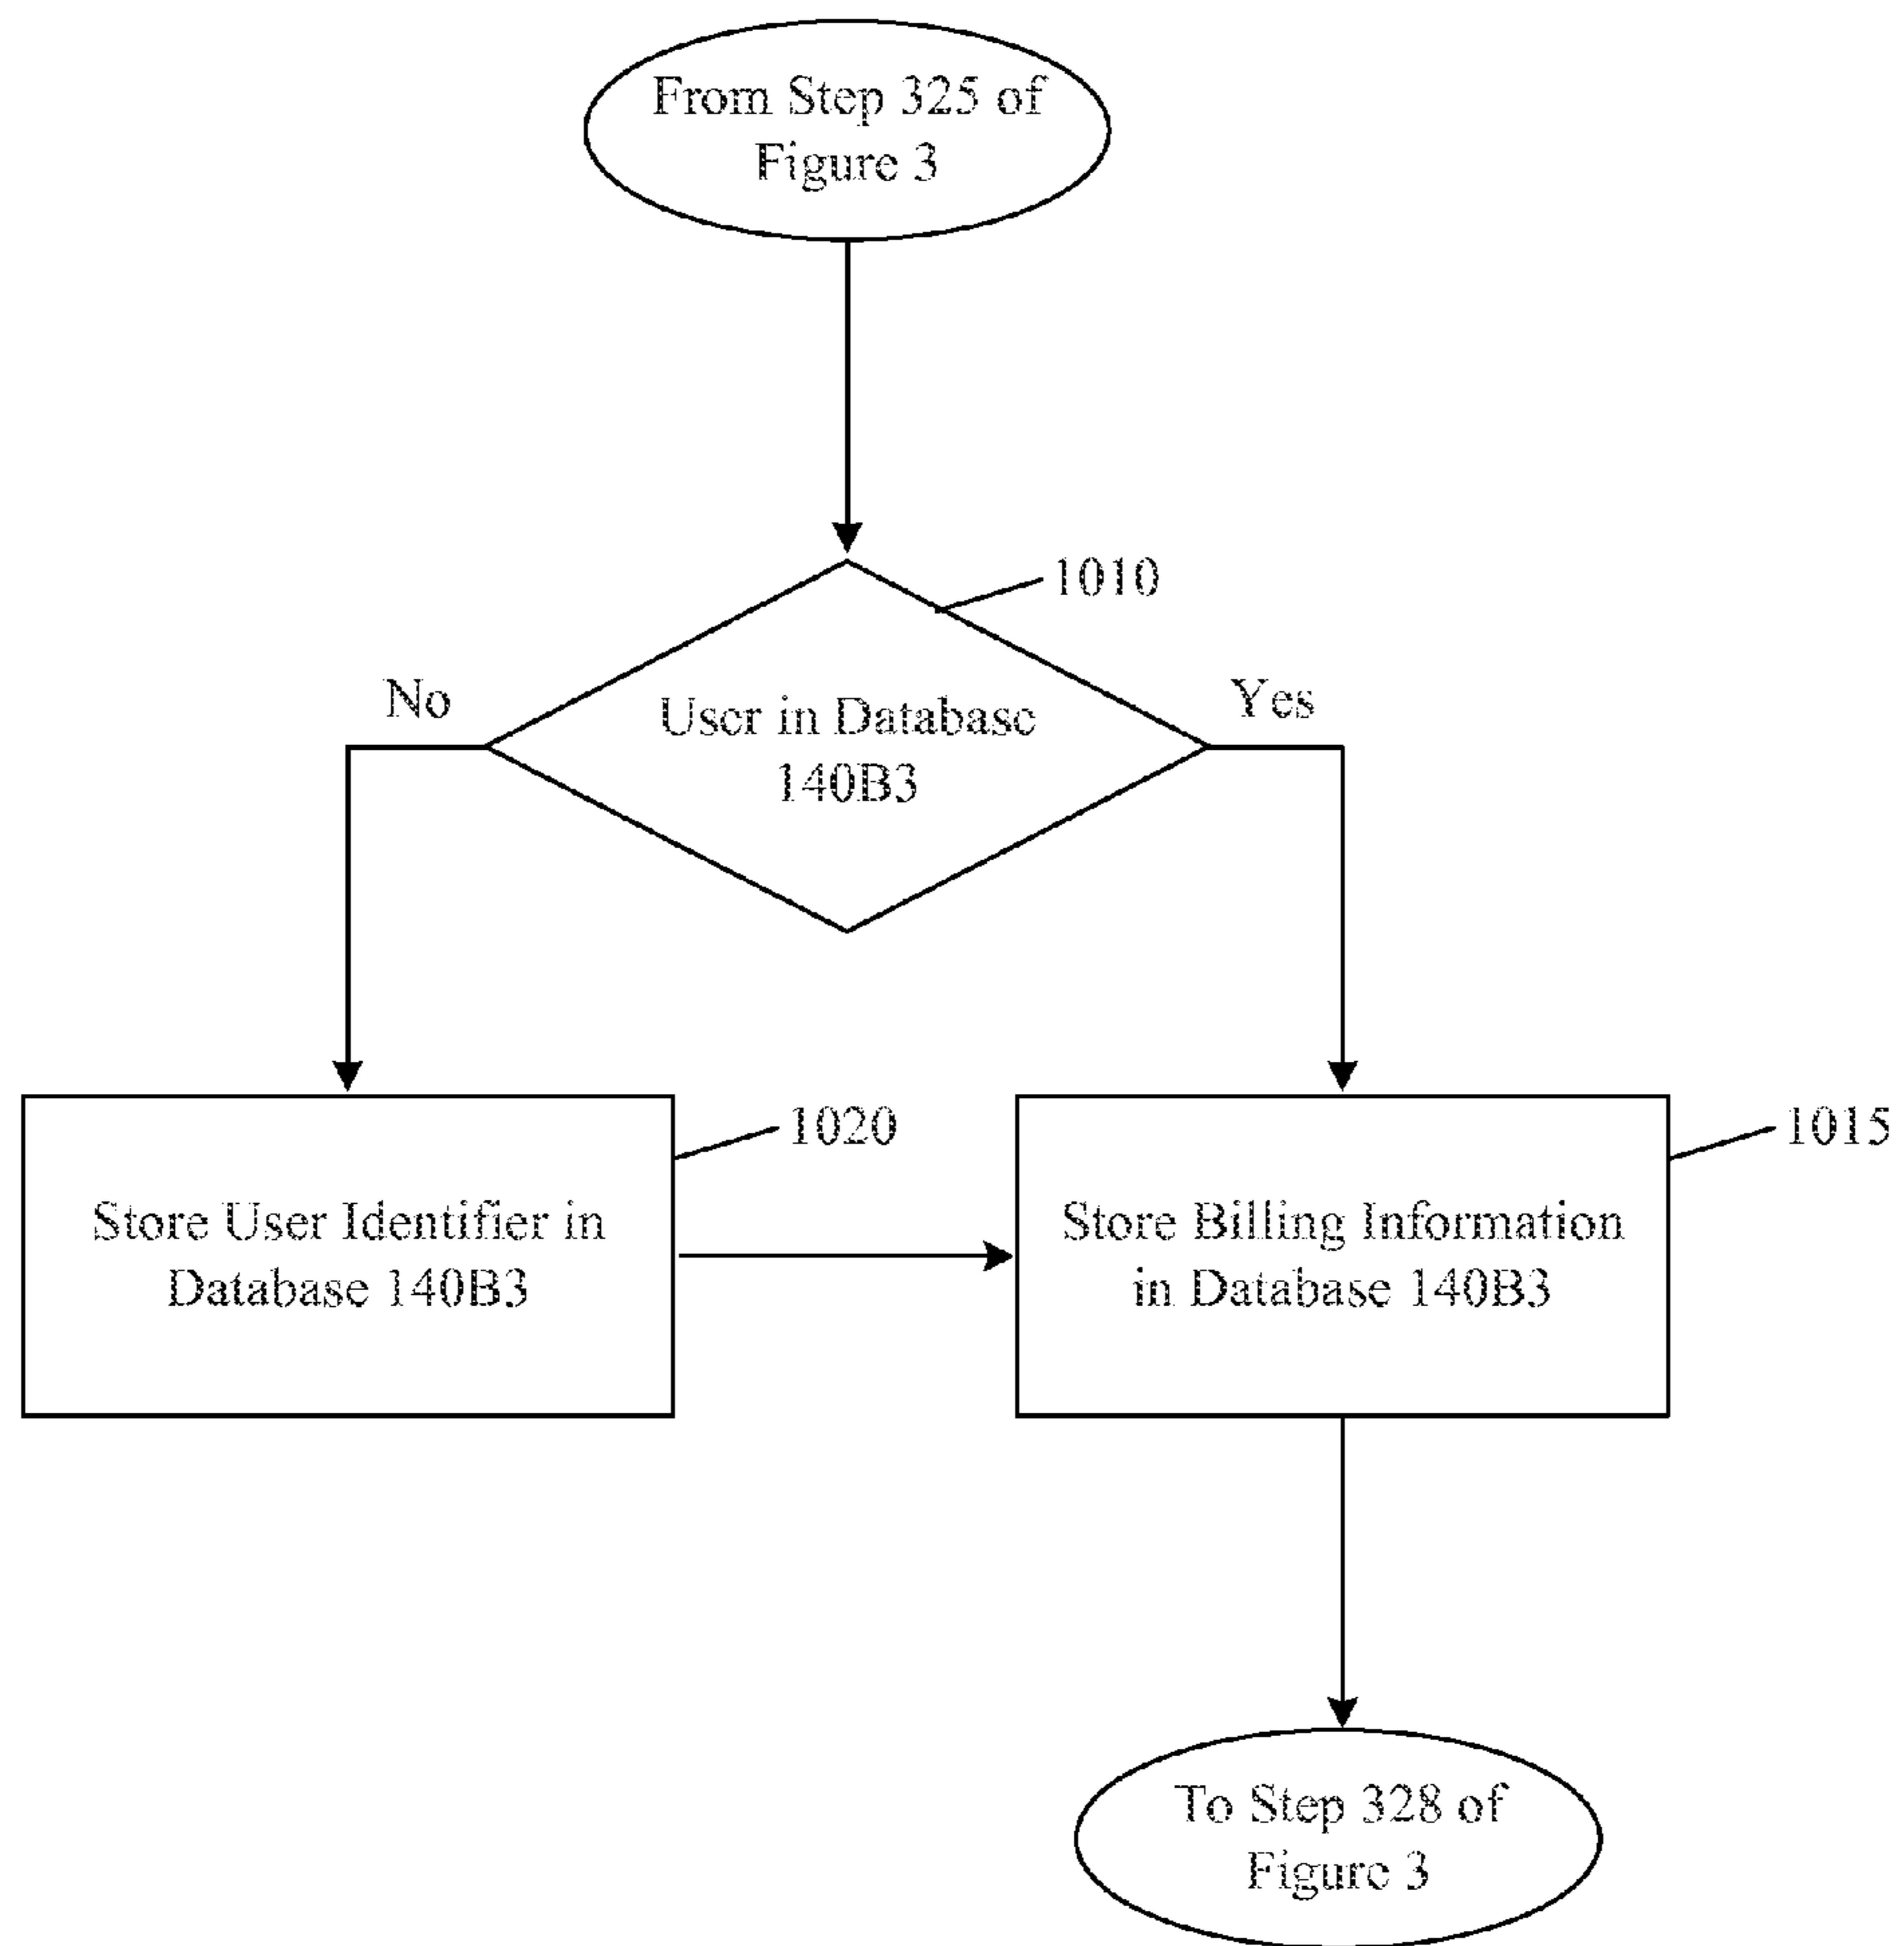 From Step 325 of
Figure 3
1010
No
Yes
User in Database
140B3
1020
1015
Store User Identifier in
Database 140B3
Store Billing Information
in Database 140B3
To Step 328 of
Figure 3